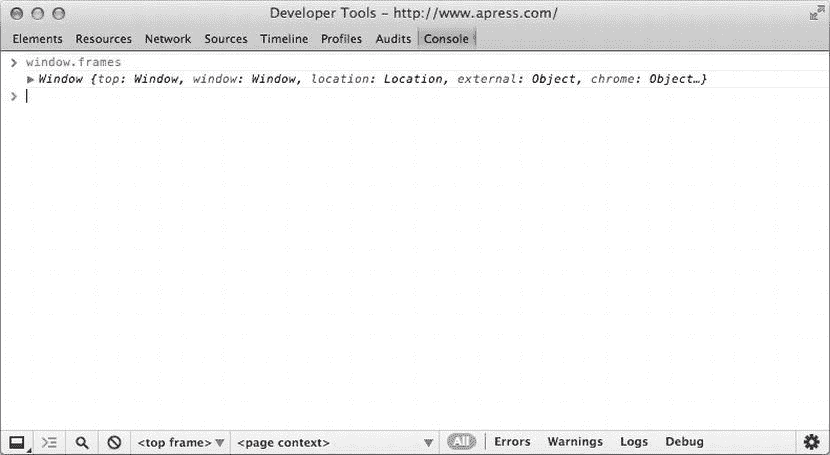 Developer Tools – http://www.apress.com/
Elements Resources Network Sources Timeline Profiles Audits Console
> window.frames
▶Window {top: Window, window: Window, location: Location, external: Object, chrome: Object…}
>
<top frame> ▼ <page context> ▼ All Errors Warnings Logs Debug